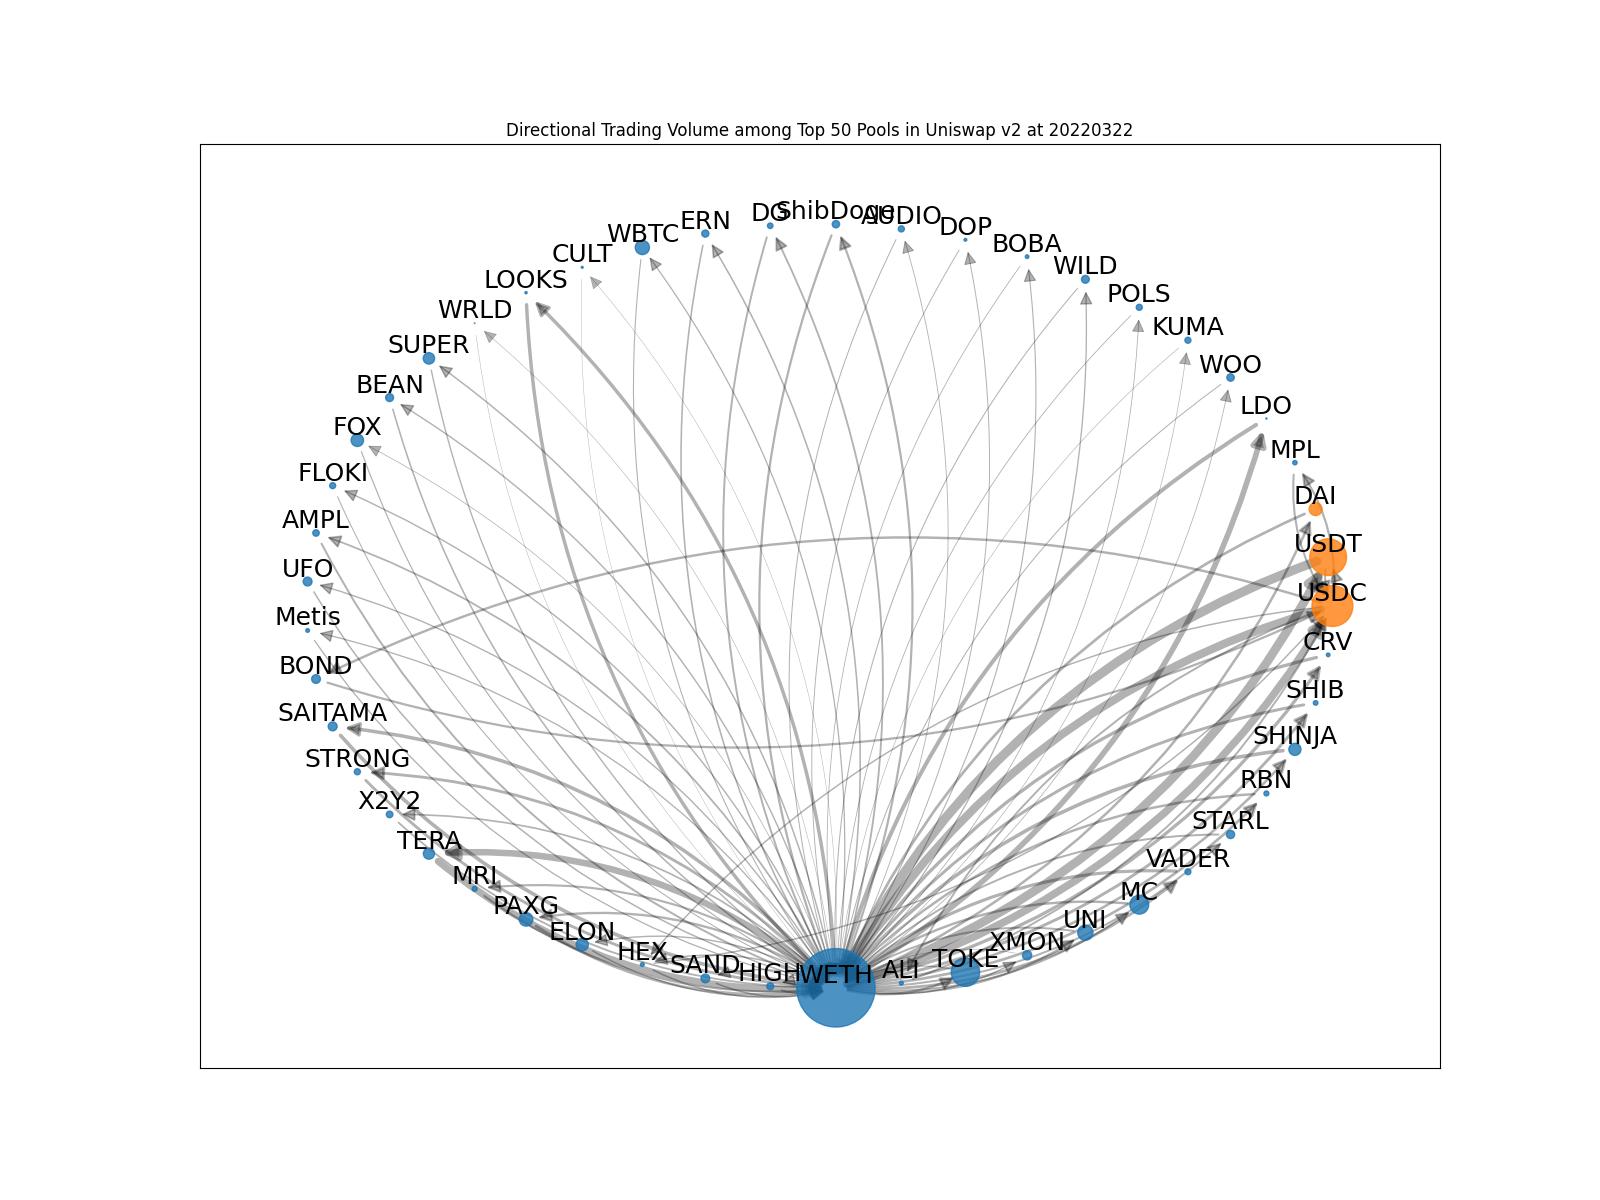 Directional Trading Volume among Top 50 Pools in Uniswap v2 at 20220322
ShibDoge
DG
AUDIO
ERN
DOP
WBTC
BOBA
CULT
WILD
LOOKS
POLS
WRLD
KUMA
SUPER
WOO
BEAN
LDO
FOX
MPL
FLOKI
DAI
AMPL
USDT
UFO
USDC
Metis
CRV
BOND
SHIB
SAITAMA
SHINJA
STRONG
RBN
X2Y2
STARL
TERA
VADER
MRI
MC
PAXG
UNI
ELON
XMON
HEX
TOKE
SAND
ALI
HIGH
WETH